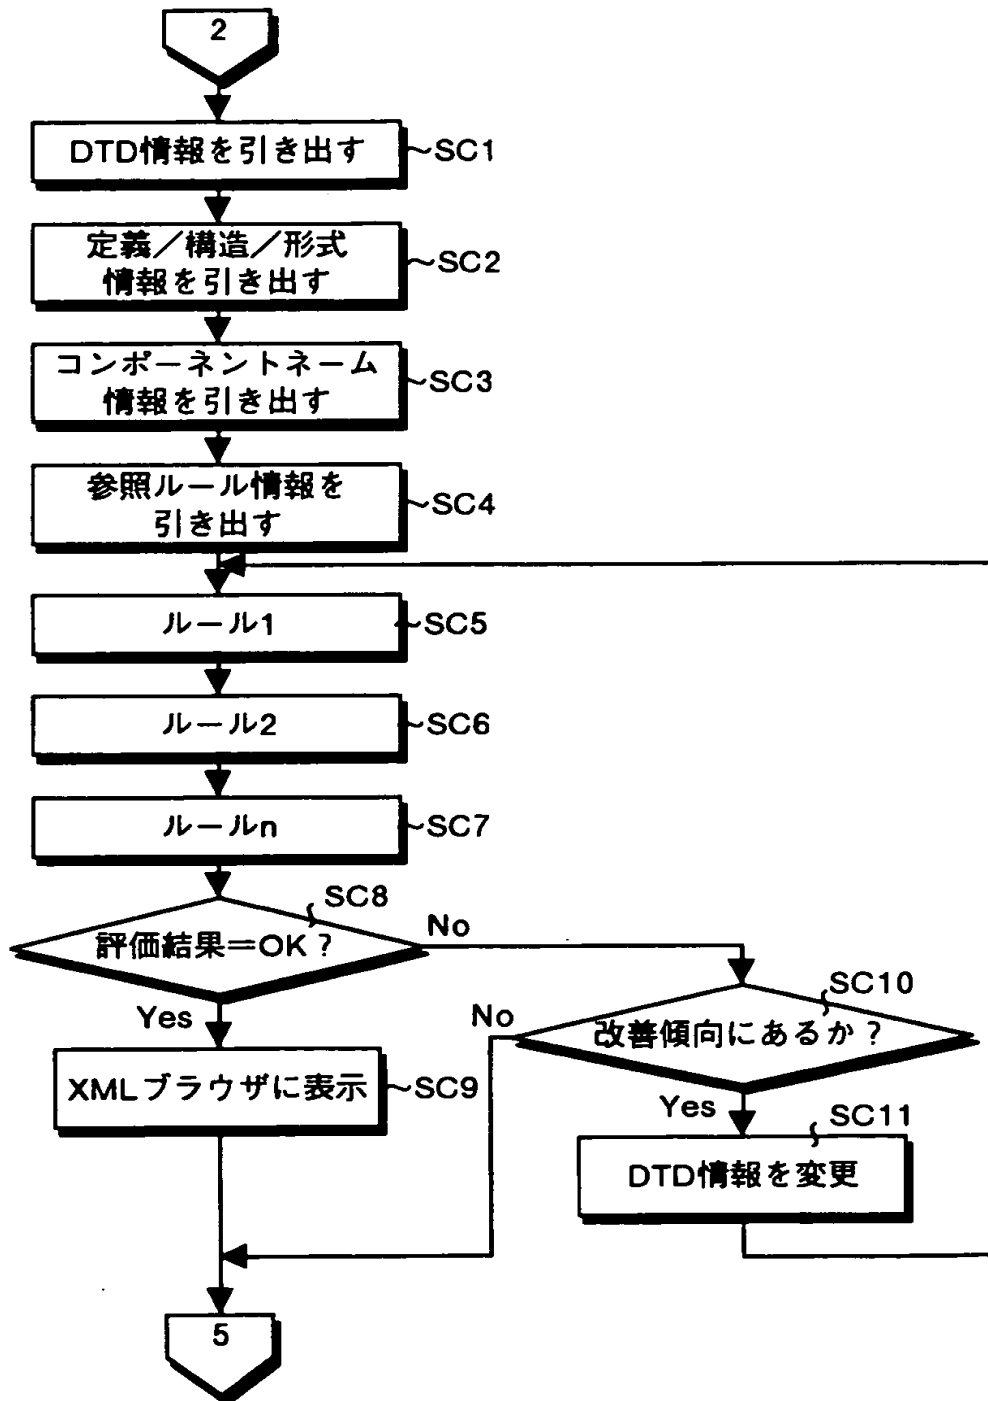 2
DTD情報を引き出す
SC1
定義／構造／形式
情報を引き出す
SC2
コンポーネントネーム
情報を引き出す
SC3
参照ルール情報を
引き出す
SC4
ルール1
SC5
ルール2
SC6
ルールn
SC7
SC8
評価結果＝OK？
No
Yes
SC10
改善傾向にあるか？
No
Yes
XMLブラウザに表示
SC9
SC11
DTD情報を変更
5